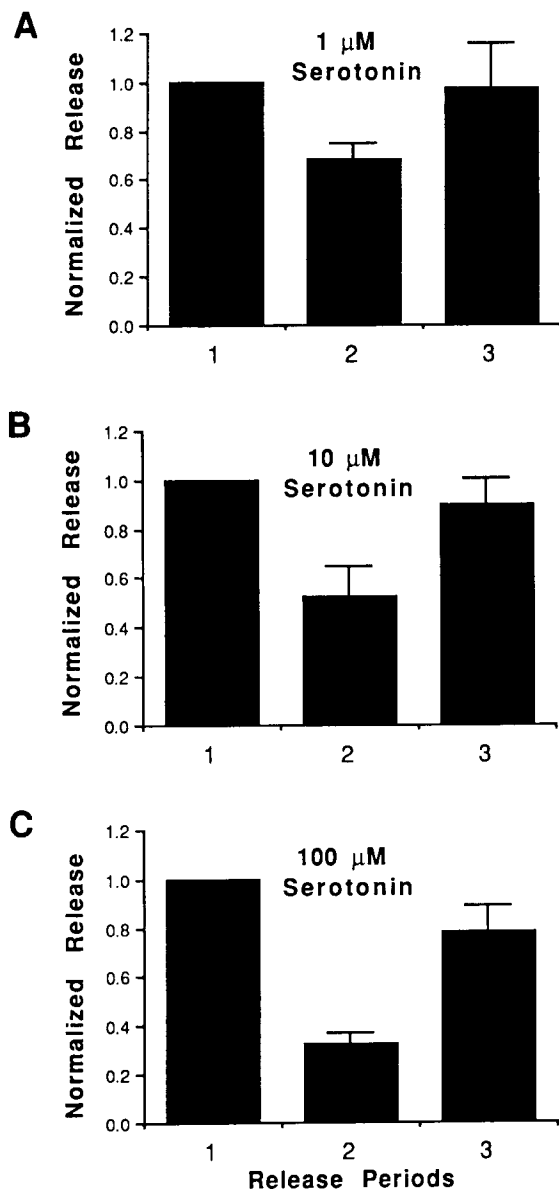 A
1 μM
Serotonin
Normalized Release
1.2
1.0
0.8
0.6
0.4
0.2
0.0
1 2 3
B
10 μM
Serotonin
Normalized Release
1.2
1.0
0.8
0.6
0.4
0.2
0.0
1 2 3
C
100 μM
Serotonin
Normalized Release
1.2
1.0
0.8
0.6
0.4
0.2
0.0
1 2 3
Release Periods